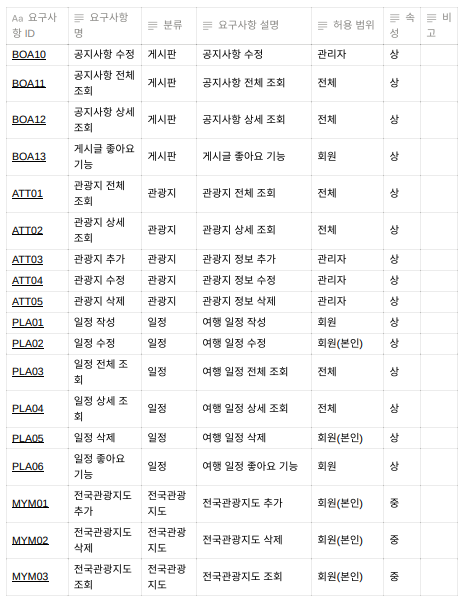 Aa 요구사항 ID 요구사항명 분류 요구사항 설명 허용 범위 속성 비고
BOA10 공지사항 수정 게시판 공지사항 수정 관리자 상
BOA11 공지사항 전체 조회 게시판 공지사항 전체 조회 전체 상
BOA12 공지사항 상세 조회 게시판 공지사항 상세 조회 전체 상
BOA13 게시글 좋아요 기능 게시판 게시글 좋아요 기능 회원 상
ATT01 관광지 전체 조회 관광지 관광지 전체 조회 전체 상
ATT02 관광지 상세 조회 관광지 관광지 상세 조회 전체 상
ATT03 관광지 추가 관광지 관광지 정보 추가 관리자 상
ATT04 관광지 수정 관광지 관광지 정보 수정 관리자 상
ATT05 관광지 삭제 관광지 관광지 정보 삭제 관리자 상
PLA01 일정 작성 일정 여행 일정 작성 회원 상
PLA02 일정 수정 일정 여행 일정 수정 회원(본인) 상
PLA03 일정 전체 조회 일정 여행 일정 전체 조회 전체 상
PLA04 일정 상세 조회 일정 여행 일정 상세 조회 전체 상
PLA05 일정 삭제 일정 여행 일정 삭제 회원(본인) 상
PLA06 일정 좋아요 기능 일정 여행 일정 좋아요 기능 회원 상
MYM01 전국관광지도 추가 전국관광지도 전국관광지도 추가 회원(본인) 중
MYM02 전국관광지도 삭제 전국관광지도 전국관광지도 삭제 회원(본인) 중
MYM03 전국관광지도 조회 전국관광지도 전국관광지도 조회 회원(본인) 중